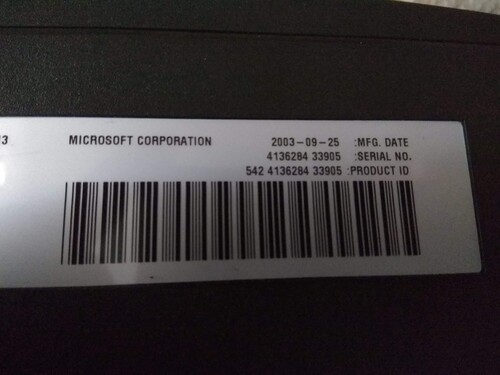 MICROSOFT CORPORATION 2003-09-25 :MFG. DATE
4136284 33905 :SERIAL NO.
542 4136284 33905 :PRODUCT ID